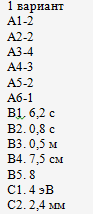 1 вариант
А1-2
А2-2
А3-4
А4-3
А5-2
А6-1
В1. 6,2 с
В2. 0,8 с
В3. 0,5 м
В4. 7,5 см
В5. 8
С1. 4 эВ
С2. 2,4 мм